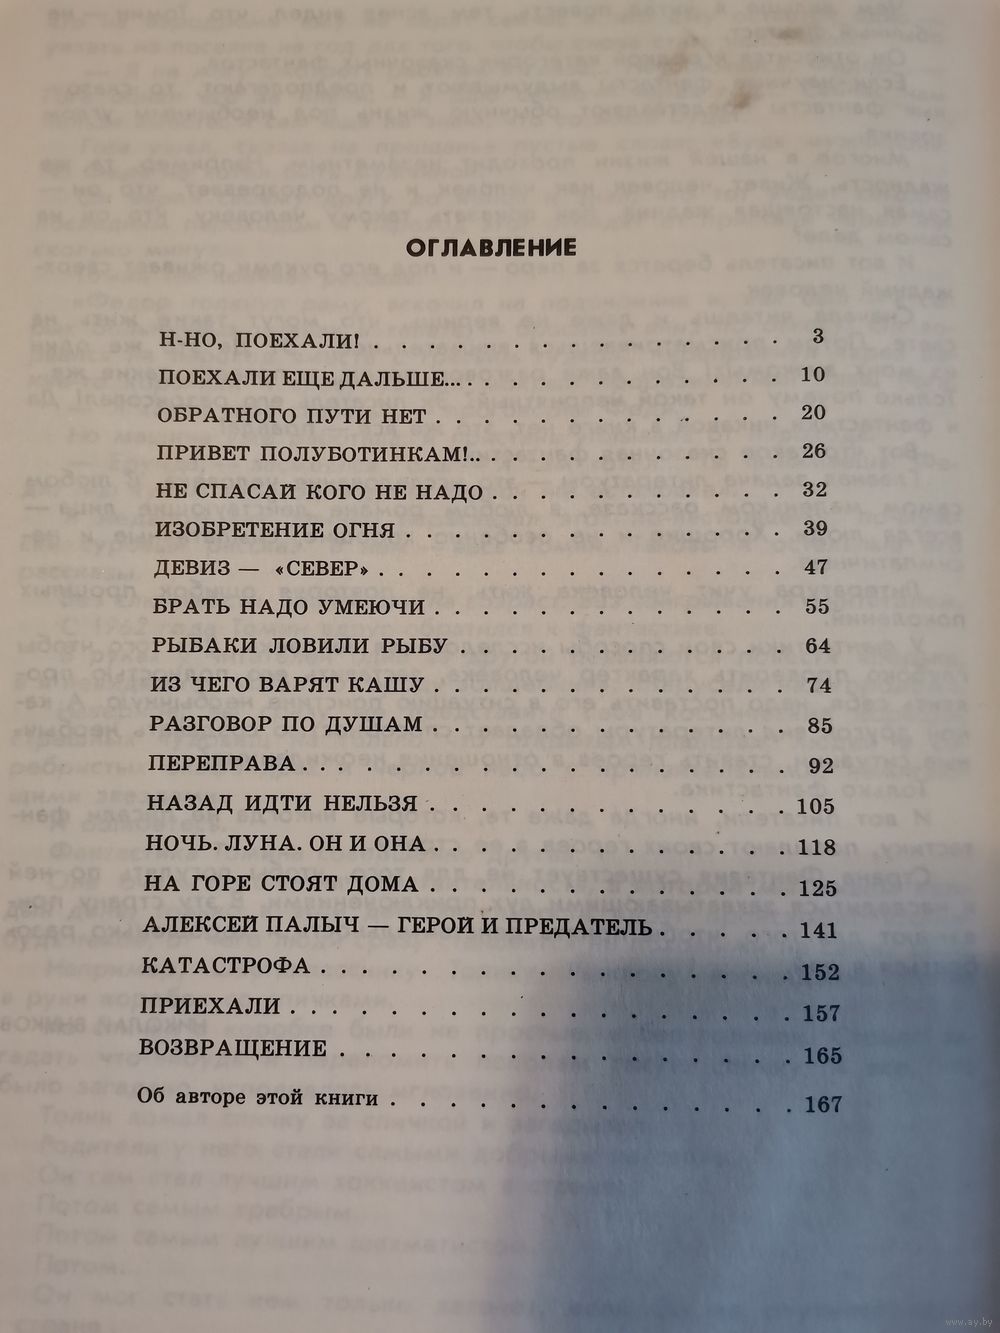 ОГЛАВЛЕНИЕ
Н-НО, ПОЕХАЛИ! . . . . . . . . . . . . . . . 3
ПОЕХАЛИ ЕЩЕ ДАЛЬШЕ... . . . . . . . . . . . . 10
ОБРАТНОГО ПУТИ НЕТ . . . . . . . . . . . . . 20
ПРИВЕТ ПОЛУБОТИНКАМ!.. . . . . . . . . . . . 26
НЕ СПАСАЙ КОГО НЕ НАДО . . . . . . . . . . . 32
ИЗОБРЕТЕНИЕ ОГНЯ . . . . . . . . . . . . . . 39
ДЕВИЗ — «СЕВЕР» . . . . . . . . . . . . . . . 47
БРАТЬ НАДО УМЕЮЧИ . . . . . . . . . . . . . 55
РЫБАКИ ЛОВИЛИ РЫБУ . . . . . . . . . . . . 64
ИЗ ЧЕГО ВАРЯТ КАШУ . . . . . . . . . . . . . 74
РАЗГОВОР ПО ДУШАМ . . . . . . . . . . . . . 85
ПЕРЕПРАВА . . . . . . . . . . . . . . . . . . 92
НАЗАД ИДТИ НЕЛЬЗЯ . . . . . . . . . . . . . 105
НОЧЬ. ЛУНА. ОН И ОНА . . . . . . . . . . . . . 118
НА ГОРЕ СТОЯТ ДОМА . . . . . . . . . . . . . 125
АЛЕКСЕЙ ПАЛЫЧ — ГЕРОЙ И ПРЕДАТЕЛЬ . . . . . 141
КАТАСТРОФА . . . . . . . . . . . . . . . . . 152
ПРИЕХАЛИ . . . . . . . . . . . . . . . . . . 157
ВОЗВРАЩЕНИЕ . . . . . . . . . . . . . . . . . 165
Об авторе этой книги . . . . . . . . . . . . . . 167
www.ay.by